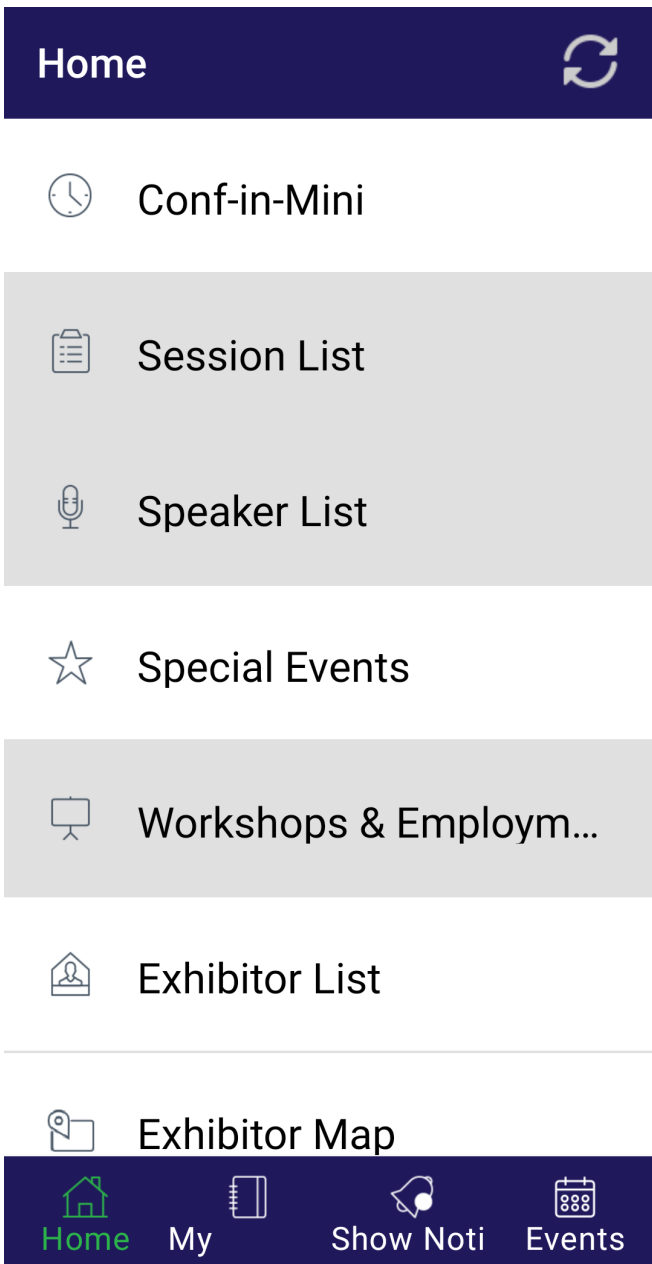 Home
Conf-in-Mini
Session List
Speaker List
Special Events
Workshops & Employm...
Exhibitor List
Exhibitor Map
Home My Show Noti Events